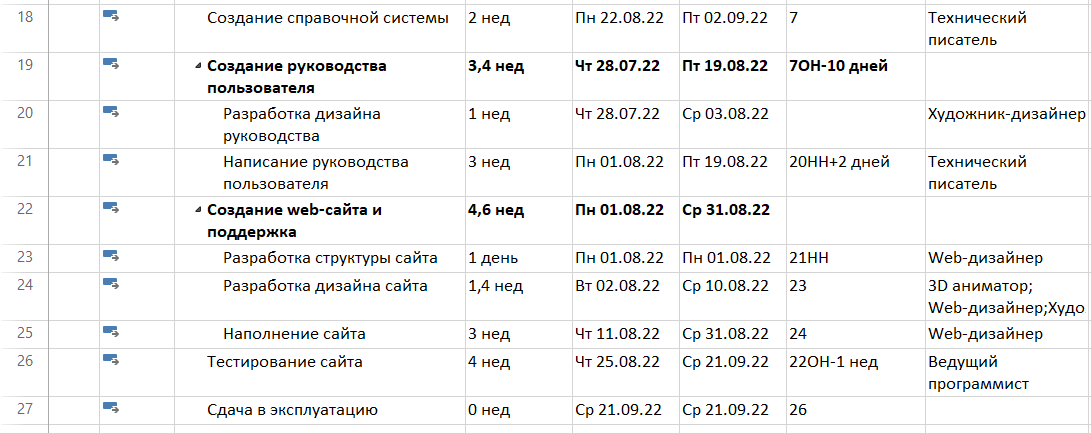 18 Создание справочной системы 2 нед Пн 22.08.22 Пт 02.09.22 7 Технический
писатель
19 Создание руководства 3,4 нед Чт 28.07.22 Пт 19.08.22 7ОН-10 дней
пользователя
20 Разработка дизайна 1 нед Чт 28.07.22 Ср 03.08.22 Художник-дизайнер
руководства
21 Написание руководства 3 нед Пн 01.08.22 Пт 19.08.22 20НН+2 дней Технический
пользователя писатель
22 Создание web-сайта и 4,6 нед Пн 01.08.22 Ср 31.08.22
поддержка
23 Разработка структуры сайта 1 день Пн 01.08.22 Пн 01.08.22 21НН Web-дизайнер
24 Разработка дизайна сайта 1,4 нед Вт 02.08.22 Ср 10.08.22 23 3D аниматор;
Web-дизайнер;Худо
25 Наполнение сайта 3 нед Чт 11.08.22 Ср 31.08.22 24 Web-дизайнер
26 Тестирование сайта 4 нед Чт 25.08.22 Ср 21.09.22 22ОН-1 нед Ведущий
программист
27 Сдача в эксплуатацию 0 нед Ср 21.09.22 Ср 21.09.22 26